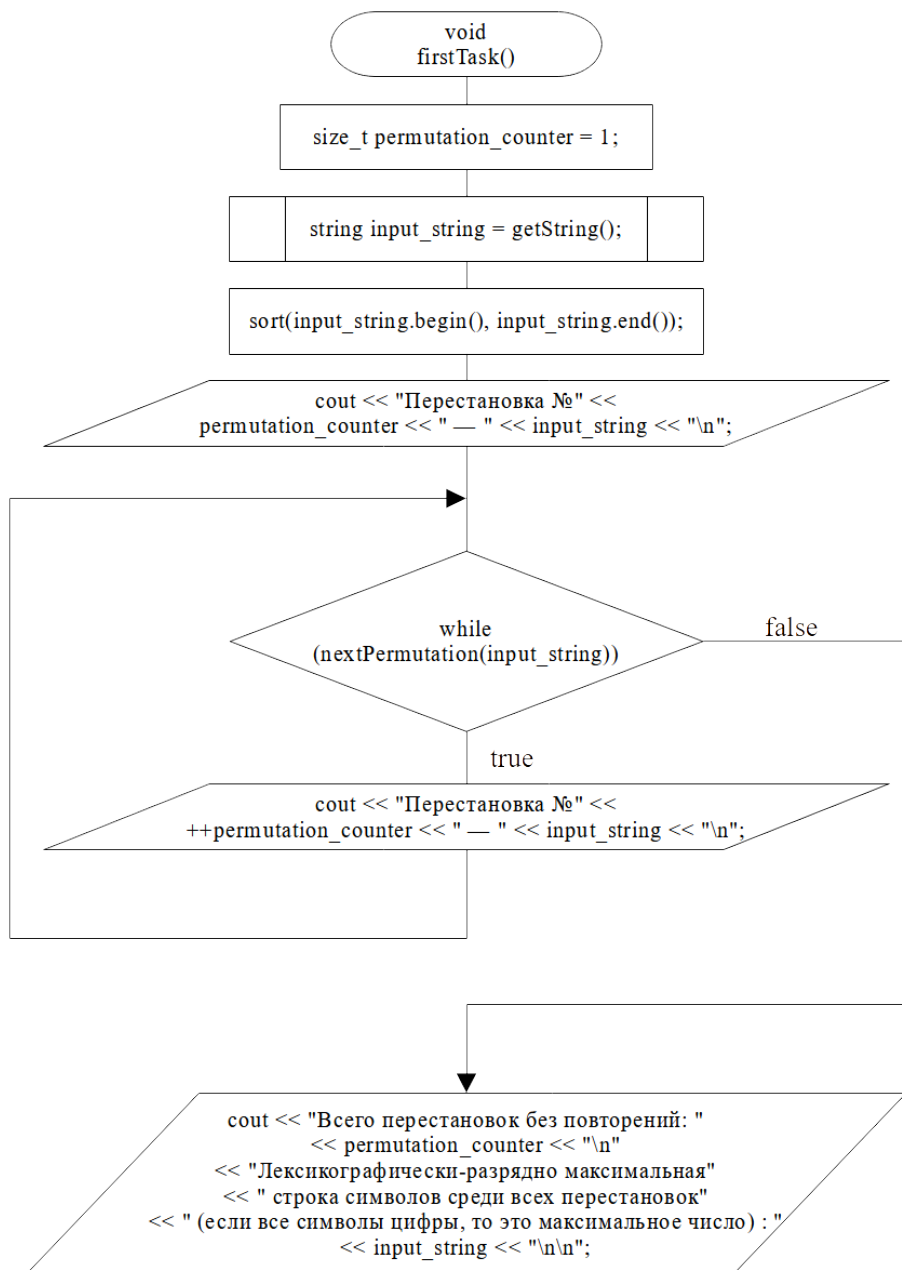 void
firstTask()
size_t permutation_counter = 1;
string input_string = getString();
sort(input_string.begin(), input_string.end());
cout << "Перестановка №" <<
permutation_counter << " — " << input_string << "\n";
while
(nextPermutation(input_string))
false
true
cout << "Перестановка №" <<
++permutation_counter << " — " << input_string << "\n";
cout << "Всего перестановок без повторений: "
<< permutation_counter << "\n"
<< "Лексикографически-разрядно максимальная"
<< " строка символов среди всех перестановок"
<< " (если все символы цифры, то это максимальное число) : "
<< input_string << "\n\n";